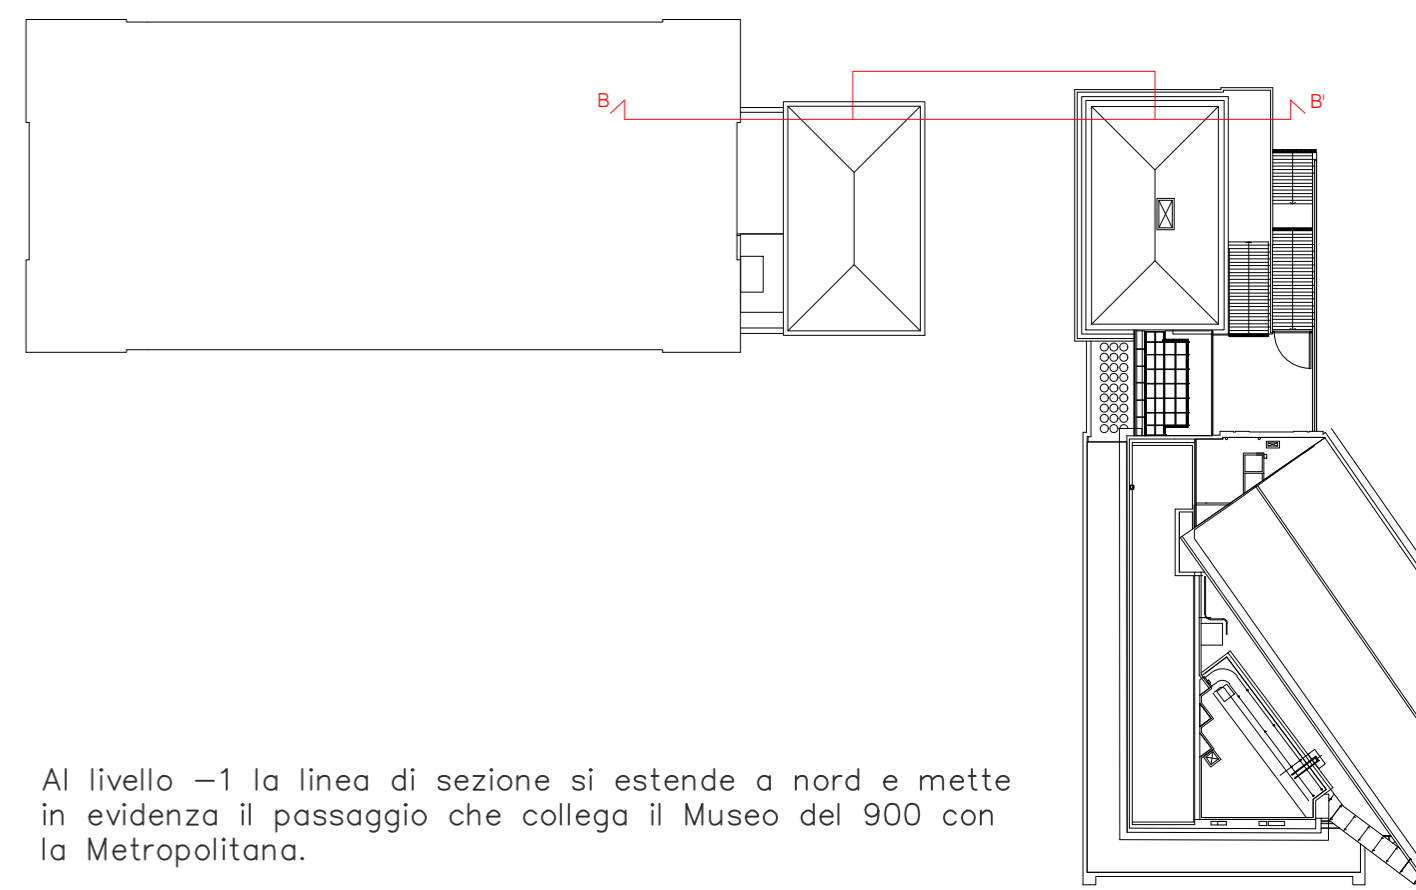 B B'
Al livello −1 la linea di sezione si estende a nord e mette
in evidenza il passaggio che collega il Museo del 900 con
la Metropolitana.